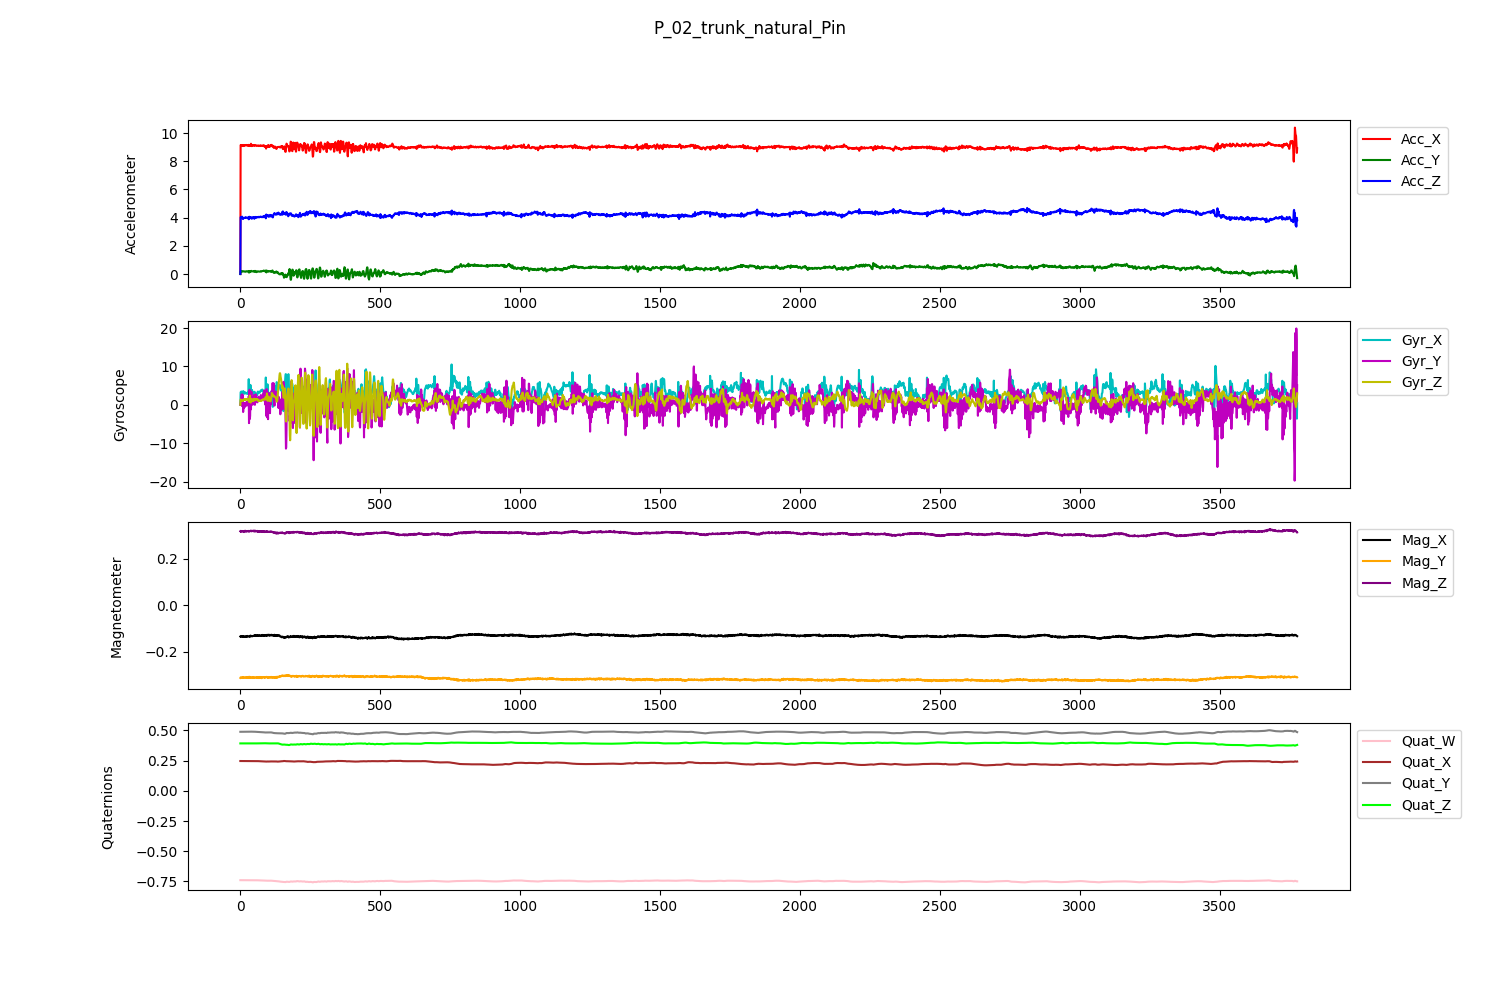 P_02_trunk_natural_Pin
Accelerometer
10
8
6
4
2
0
0 500 1000 1500 2000 2500 3000 3500
Acc_X
Acc_Y
Acc_Z
Gyroscope
20
10
0
−10
−20
0 500 1000 1500 2000 2500 3000 3500
Gyr_X
Gyr_Y
Gyr_Z
Magnetometer
0.2
0.0
−0.2
0 500 1000 1500 2000 2500 3000 3500
Mag_X
Mag_Y
Mag_Z
Quaternions
0.50
0.25
0.00
−0.25
−0.50
−0.75
0 500 1000 1500 2000 2500 3000 3500
Quat_W
Quat_X
Quat_Y
Quat_Z